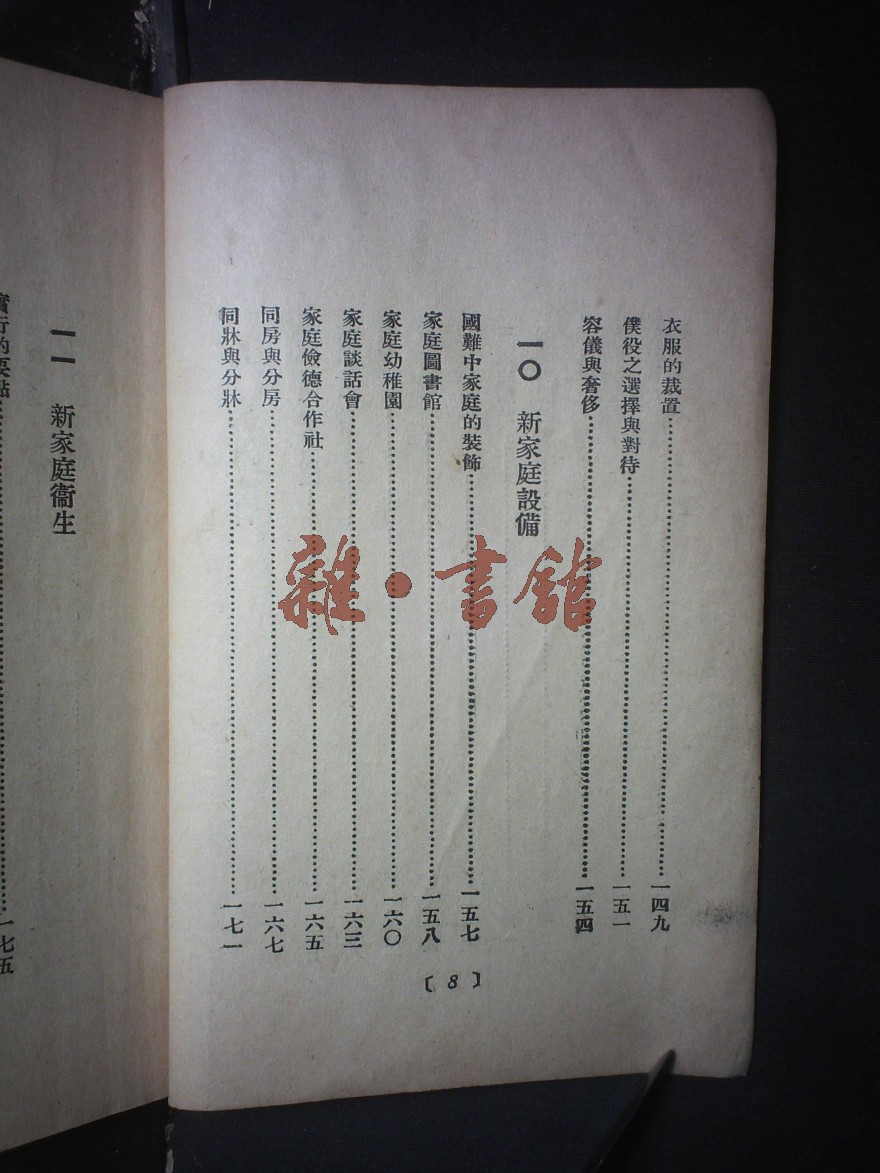 衣服的裁置……一四九
僕役之選擇與對待……一五一
容儀與奢侈……一五四
一〇 新家庭設備
國難中家庭的裝飾……一五七
家庭圖書館……一五八
家庭幼稚園……一六〇
家庭談話會……一六三
家庭儉德合作社……一六五
同房與分房……一六七
同牀與分牀……一七一
〔8〕
一一 新家庭衞生
實行的要點……一七五
雜·書館